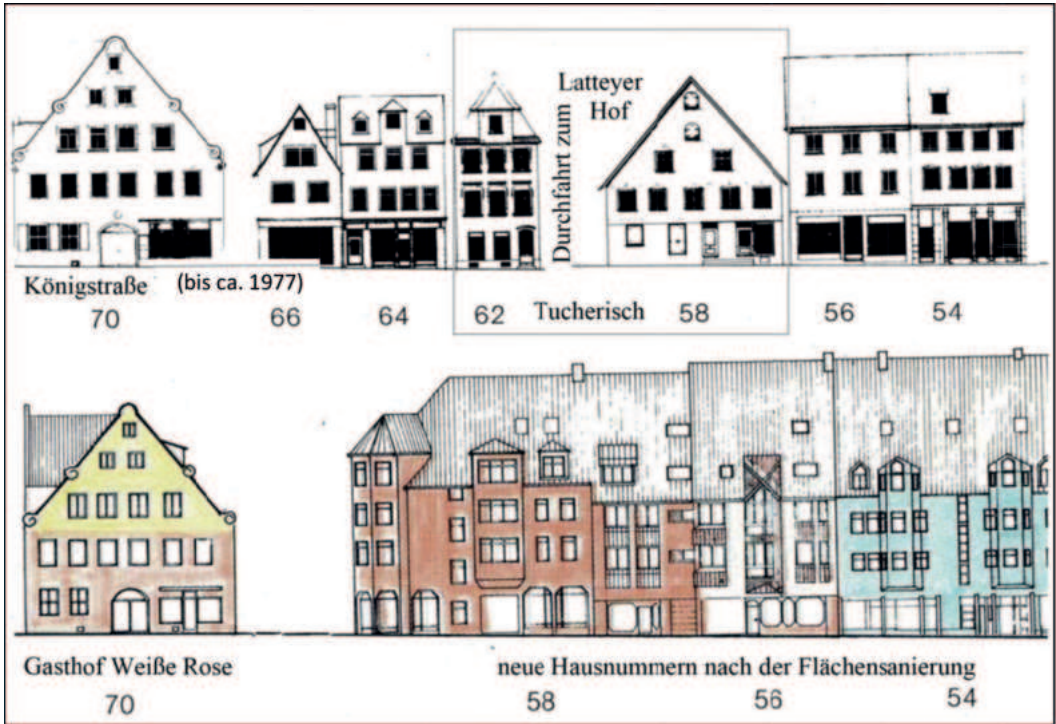 Latteyer
Hof
Durchfahrt zum
Königstraße (bis ca. 1977)
70 66 64 62 Tucherisch 58 56 54
Gasthof Weiße Rose neue Hausnummern nach der Flächensanierung
70 58 56 54